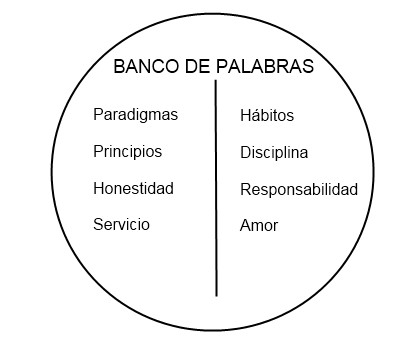 BANCO DE PALABRAS
Paradigmas
Principios
Honestidad
Servicio
Hábitos
Disciplina
Responsabilidad
Amor